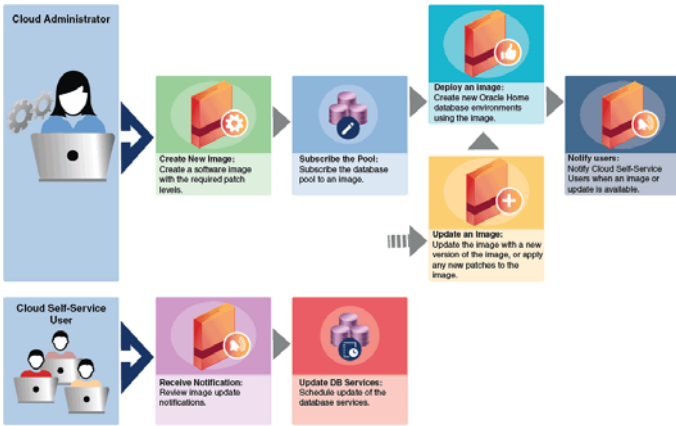 Cloud Administrator
Create New Image:
Create a software image
with the required patch
levels.
Subscribe the Pool:
Subscribe the database
pool to an image.
Deploy an image:
Create new Oracle Home
database environments
using the image.
Update an Image:
Update the image with a new
version of the image, or apply
any new patches to the
image.
Notify users:
Notify Cloud Self-Service
Users when an image or
update is available.
Cloud Self-Service
User
Receive Notification:
Review image update
notifications.
Update DB Services:
Schedule update of the
database services.